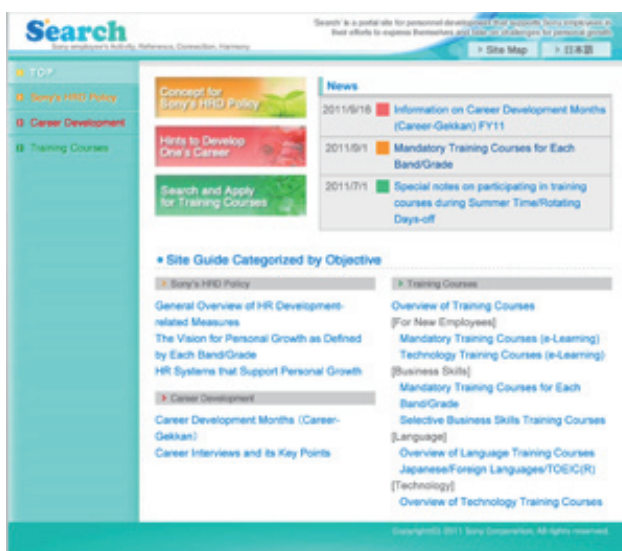 Search
Sony employee's Activity, Reference, Connection, Harmony
'Search' is a portal site for personnel development that supports Sony employees in
their efforts to express themselves and take on challenges for personal growth
> Site Map
> 日本語
TOP
Sony's HRD Policy
Career Development
Training Courses
Concept for
Sony's HRD Policy
Hints to Develop
One's Career
Search and Apply
for Training Courses
News
2011/9/16 Information on Career Development Months
(Career-Gekkan) FY11
2011/9/1 Mandatory Training Courses for Each
Band/Grade
2011/7/1 Special notes on participating in training
courses during Summer Time/Rotating
Days-off
• Site Guide Categorized by Objective
> Sony's HRD Policy
General Overview of HR Development-
related Measures
The Vision for Personal Growth as Defined
by Each Band/Grade
HR Systems that Support Personal Growth
> Career Development
Career Development Months (Career-
Gekkan)
Career Interviews and its Key Points
> Training Courses
Overview of Training Courses
[For New Employees]
Mandatory Training Courses (e-Learning)
Technology Training Courses (e-Learning)
[Business Skills]
Mandatory Training Courses for Each
Band/Grade
Selective Business Skills Training Courses
[Language]
Overview of Language Training Courses
Japanese/Foreign Languages/TOEIC(R)
[Technology]
Overview of Technology Training Courses
Copyright(C) 2011 Sony Corporation. All rights reserved.